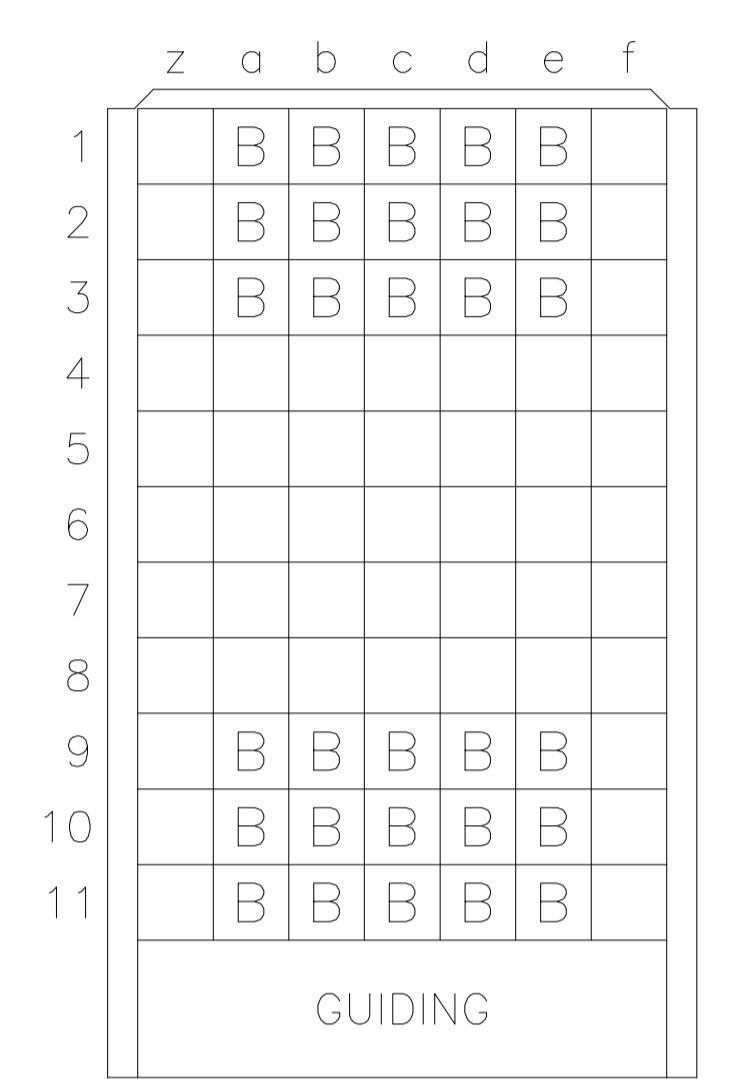 z a b c d e f
1 B B B B B
2 B B B B B
3 B B B B B
4
5
6
7
8
9 B B B B B
10 B B B B B
11 B B B B B
GUIDING